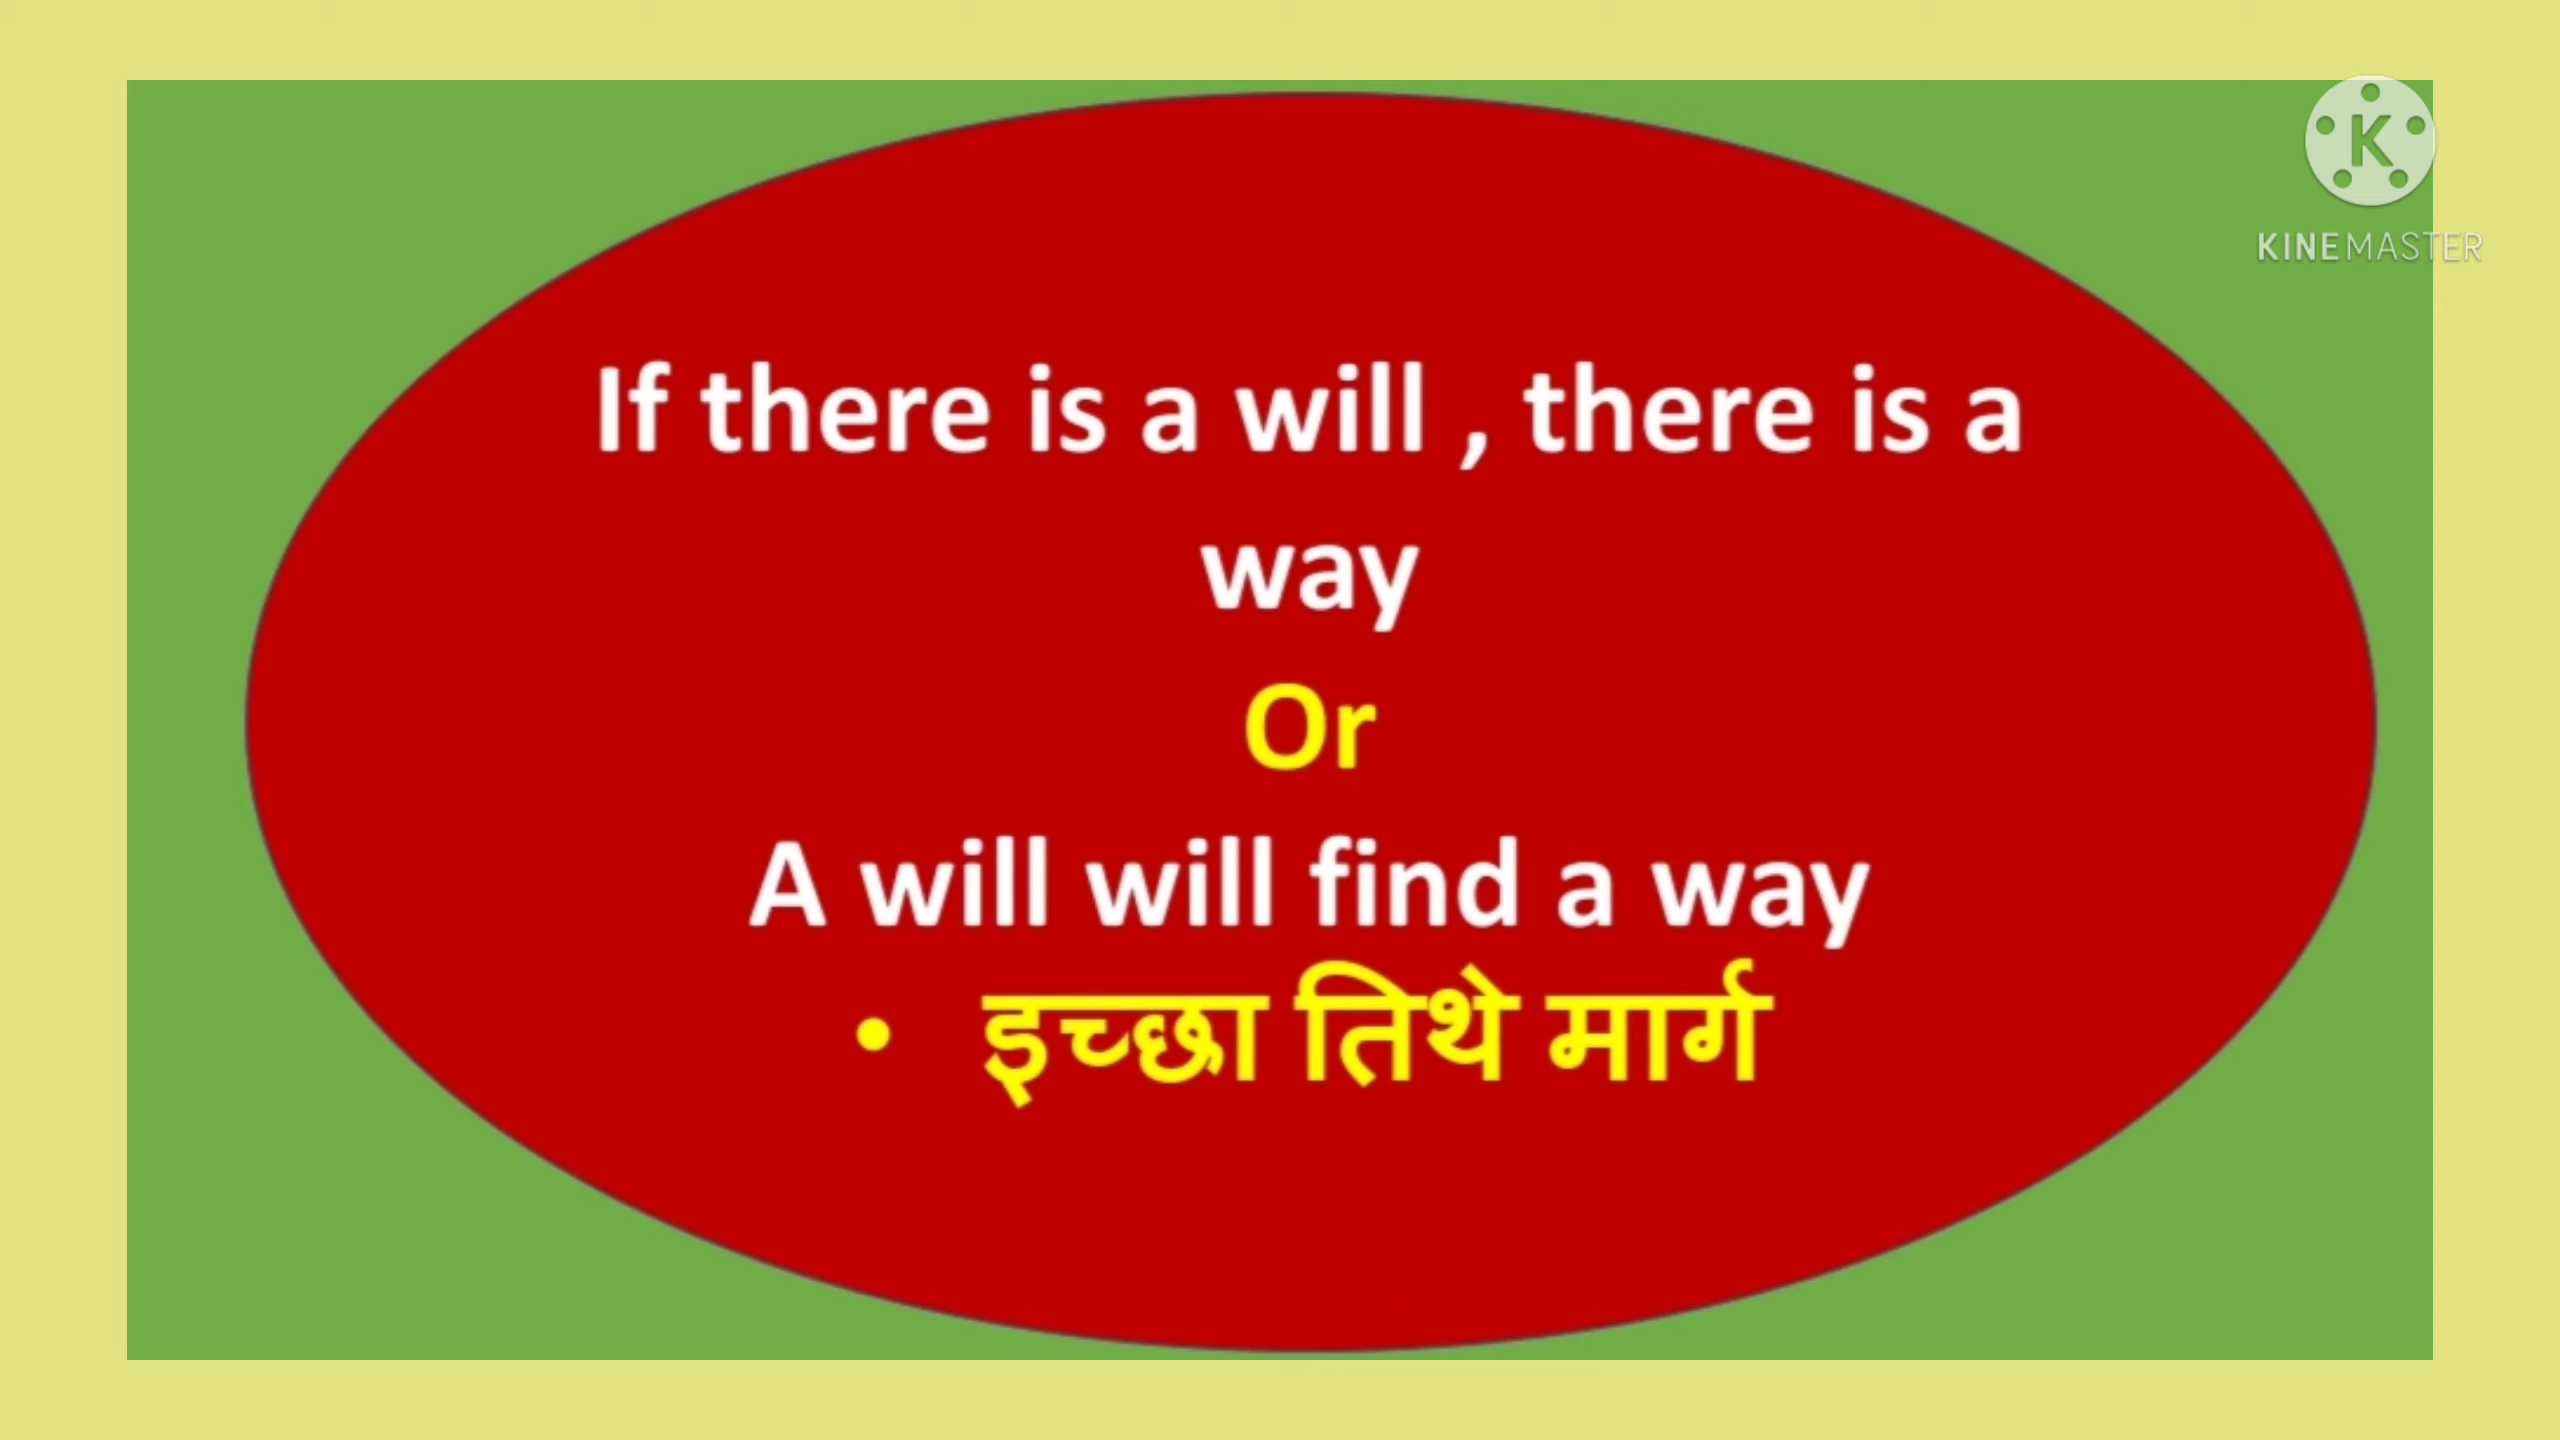 K
KINEMASTER
If there is a will , there is a
way
Or
A will will find a way
• इच्छा तिथे मार्ग